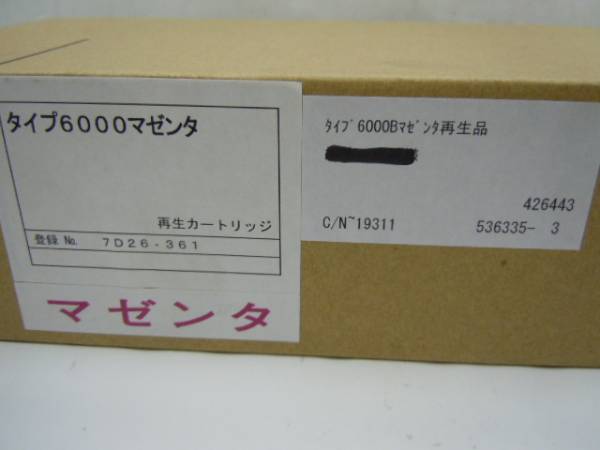 タイプ6000マゼンタ
再生カートリッジ
登録 No. 7D26-361
マゼンタ
ﾀｲﾌﾟ6000Bﾏｾﾞﾝﾀ再生品
426443
C/N~19311 536335- 3